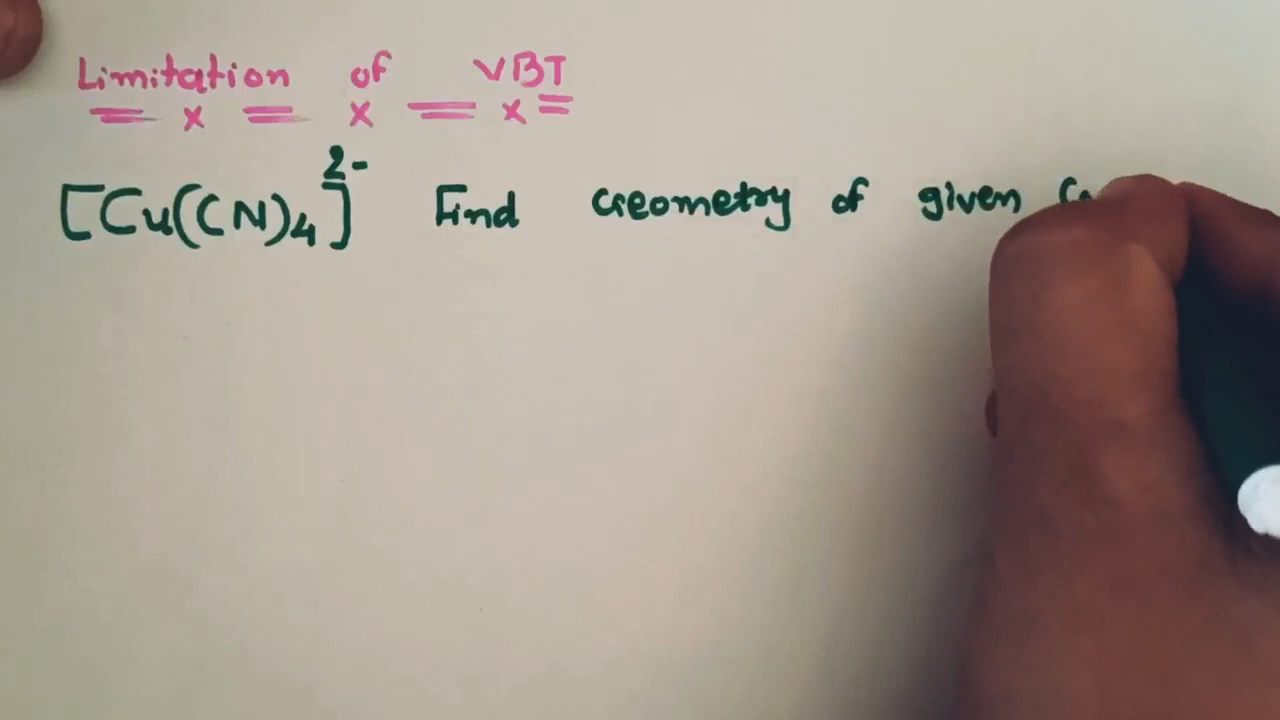 Limitation of VBT
[Cu(CN)4]2- Find Geometry of given